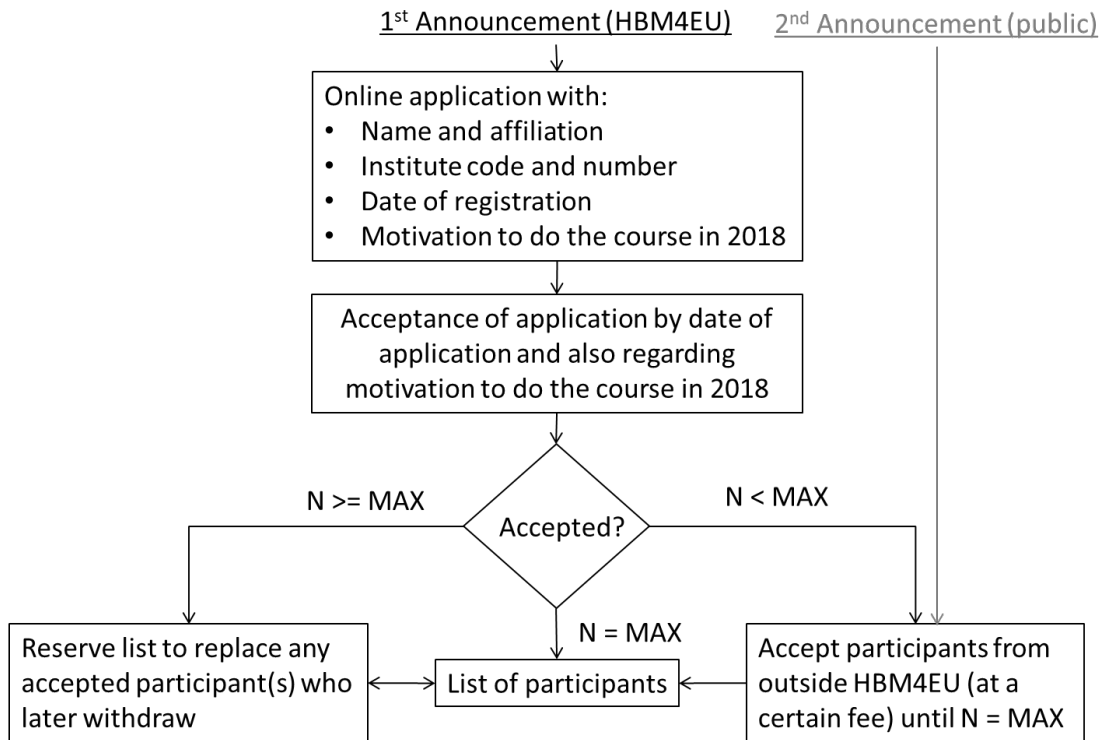 1st Announcement (HBM4EU)
2nd Announcement (public)
Online application with:
• Name and affiliation
• Institute code and number
• Date of registration
• Motivation to do the course in 2018
Acceptance of application by date of
application and also regarding
motivation to do the course in 2018
N >= MAX
N < MAX
Accepted?
N = MAX
Reserve list to replace any
accepted participant(s) who
later withdraw
List of participants
Accept participants from
outside HBM4EU (at a
certain fee) until N = MAX